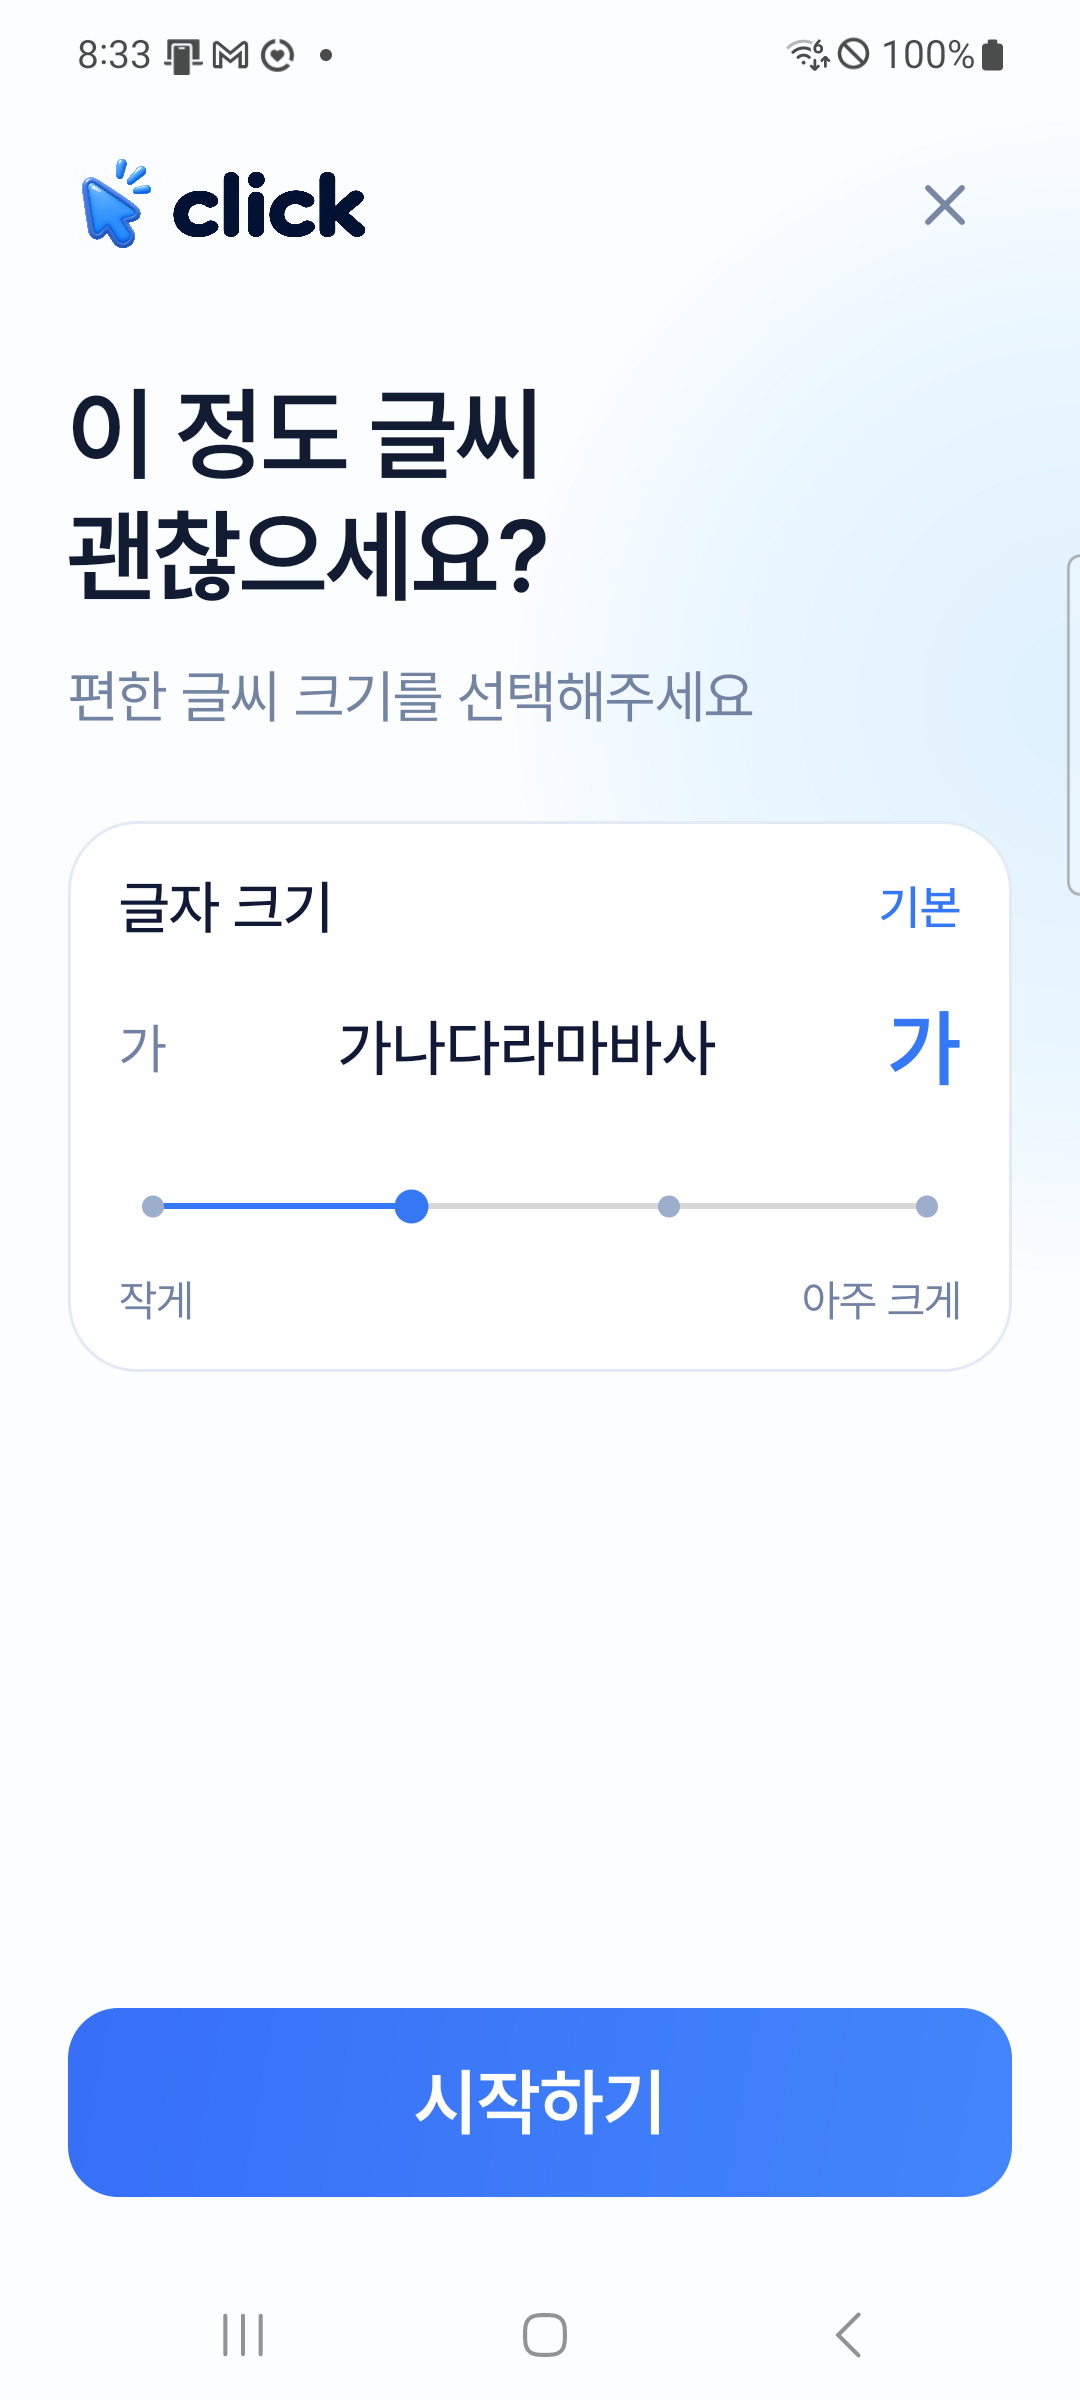 8:33
100%
click
이 정도 글씨
괜찮으세요?
편한 글씨 크기를 선택해주세요
글자 크기 기본
가 가나다라마바사 가
작게 아주 크게
시작하기